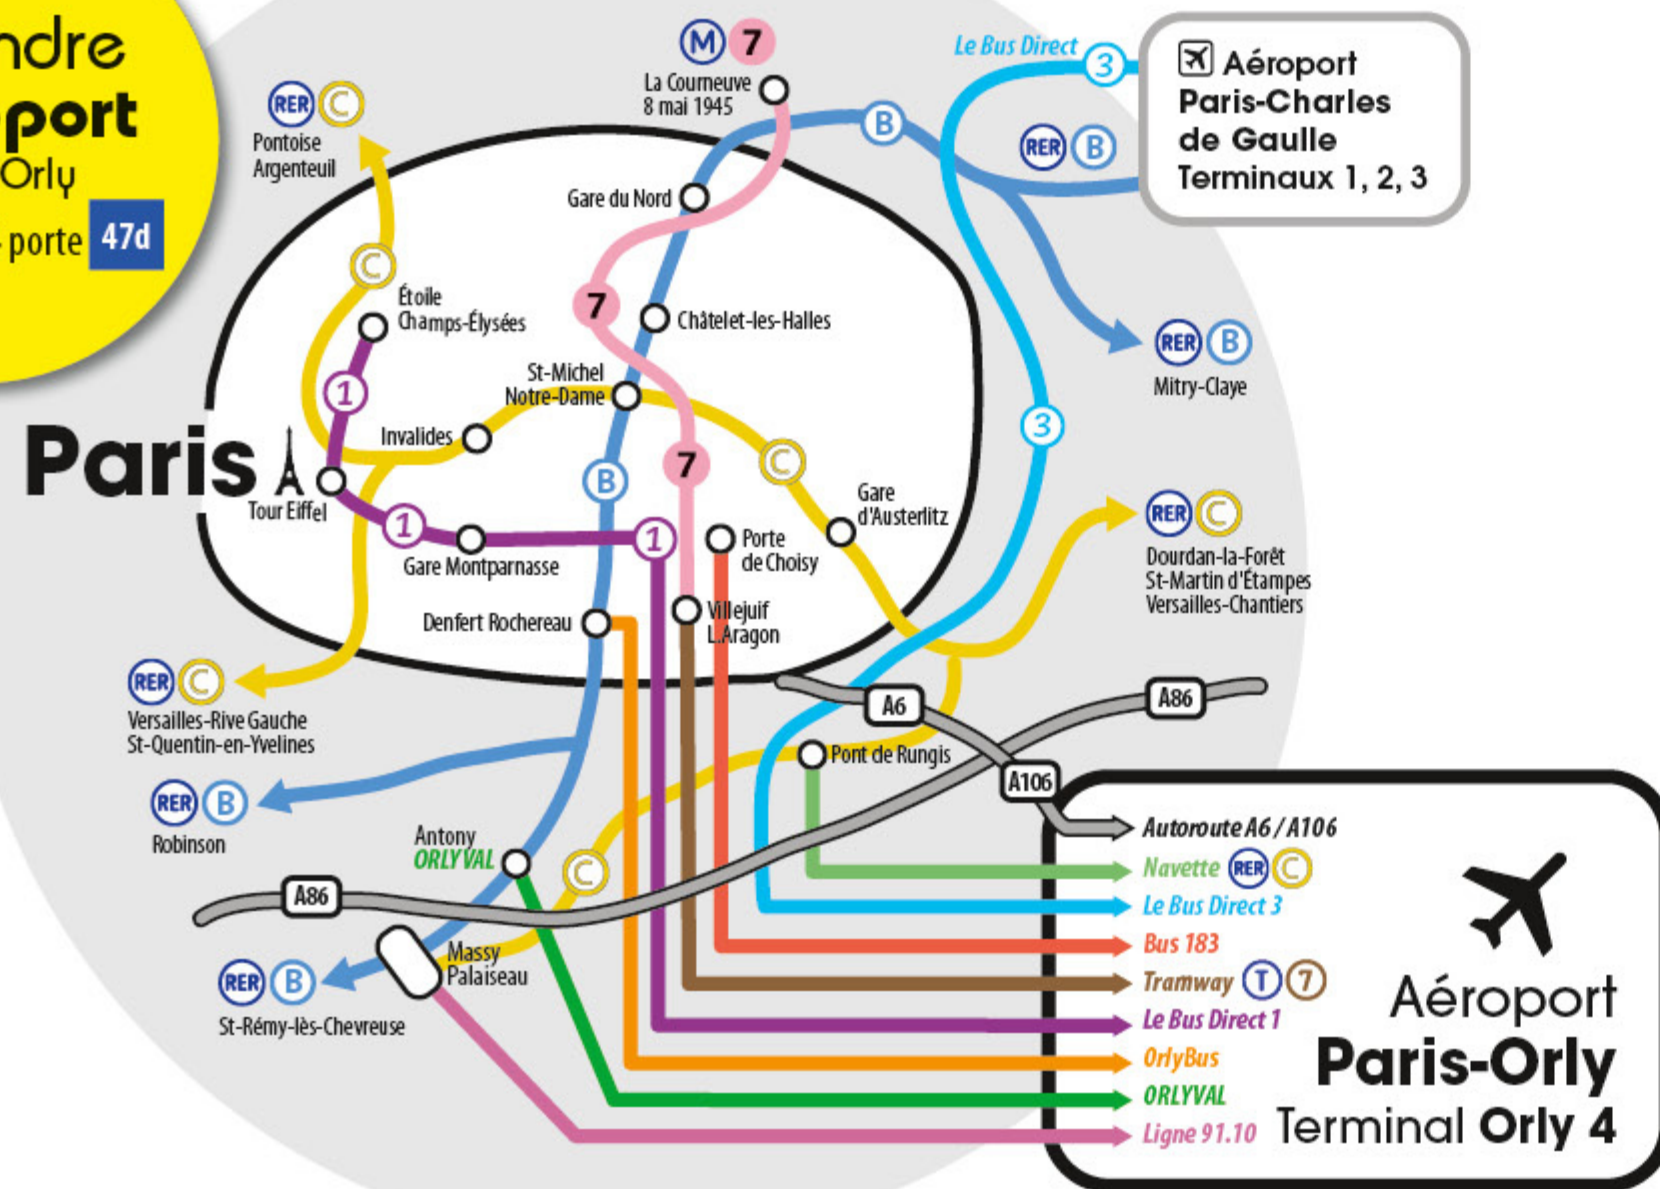 ndre
port
Orly
porte 47d
RER C
Pontoise
Argenteuil
M 7
La Courneuve
8 mai 1945
Le Bus Direct 3
Aéroport
Paris-Charles
de Gaulle
Terminaux 1, 2, 3
B
RER B
Gare du Nord
C
Étoile
Champs-Élysées
7
Châtelet-les-Halles
RER B
Mitry-Claye
St-Michel
Notre-Dame
1
3
Invalides
Paris
Tour Eiffel
7
C
B
1
Gare Montparnasse
1
Porte
de Choisy
Gare
d'Austerlitz
RER C
Dourdan-la-Forêt
St-Martin d'Étampes
Versailles-Chantiers
Denfert Rochereau
Villejuif
L.Aragon
RER C
Versailles-Rive Gauche
St-Quentin-en-Yvelines
A6
A86
Pont de Rungis
A106
RER B
Robinson
Antony
ORLYVAL
C
A86
Massy
Palaiseau
RER B
St-Rémy-lès-Chevreuse
Autoroute A6 / A106
Navette RER C
Le Bus Direct 3
Bus 183
Tramway T 7
Le Bus Direct 1
OrlyBus
ORLYVAL
Ligne 91.10
Aéroport
Paris-Orly
Terminal Orly 4